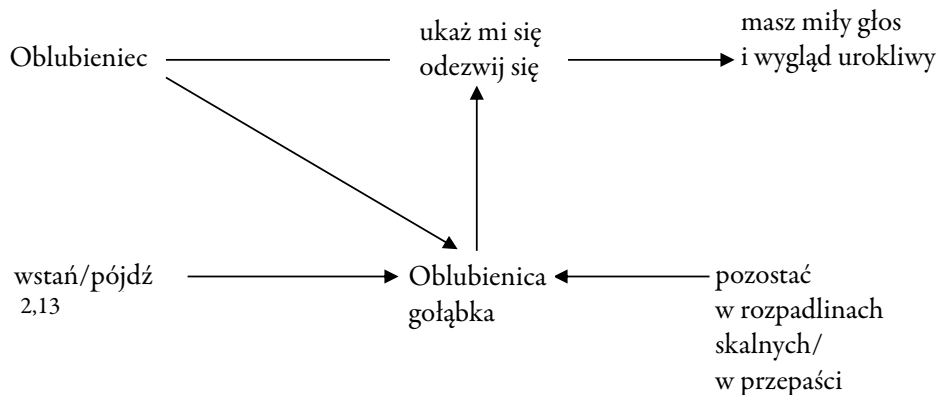 Oblubieniec
ukaż mi się
odezwij się
masz miły głos
i wygląd urokliwy
wstań/pójdź
2,13
Oblubienica
gołąbka
pozostać
w rozpadlinach
skalnych/
w przepaści